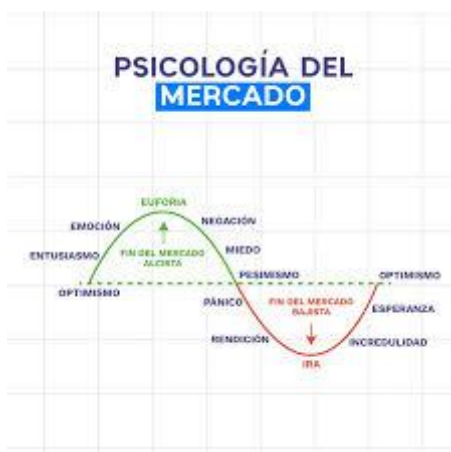 PSICOLOGÍA DEL
MERCADO
EUFORIA
EMOCIÓN
NEGACIÓN
ENTUSIASMO
FIN DEL MERCADO
ALCISTA
MIEDO
OPTIMISMO
PESIMISMO
OPTIMISMO
PÁNICO
FIN DEL MERCADO
BAJISTA
ESPERANZA
RENDICIÓN
INCREDULIDAD
IRA